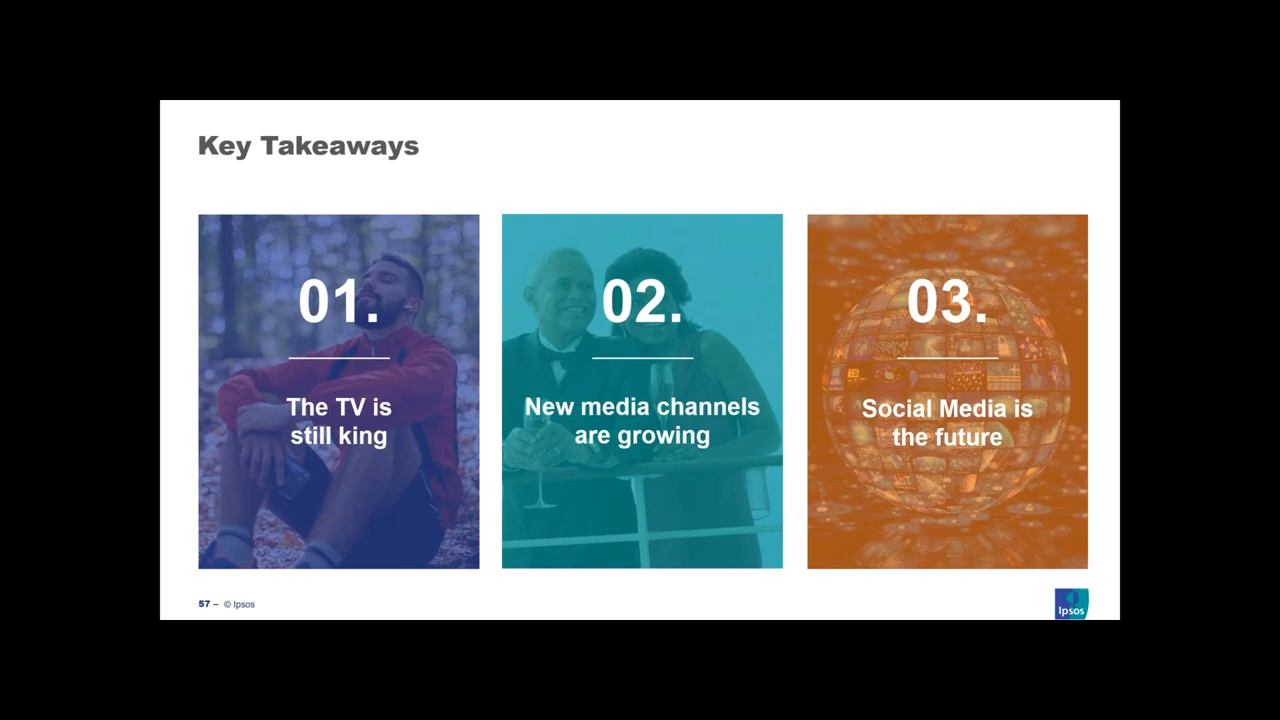 Key Takeaways
01.
The TV is
still king
02.
New media channels
are growing
03.
Social Media is
the future
57 – © Ipsos
Ipsos